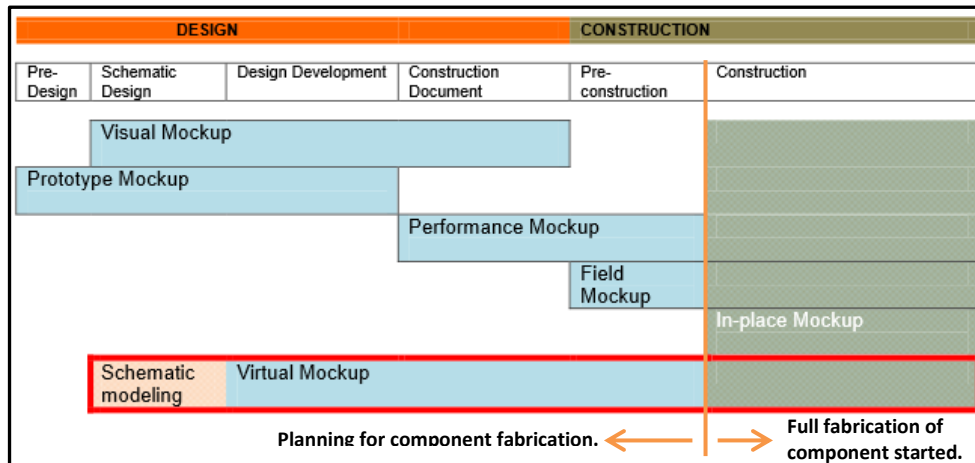 DESIGN CONSTRUCTION
Pre-
Design
Schematic
Design
Design Development
Construction
Document
Pre-
construction
Construction
Visual Mockup
Prototype Mockup
Performance Mockup
Field
Mockup
In-place Mockup
Schematic
modeling
Virtual Mockup
Planning for component fabrication.
Full fabrication of
component started.